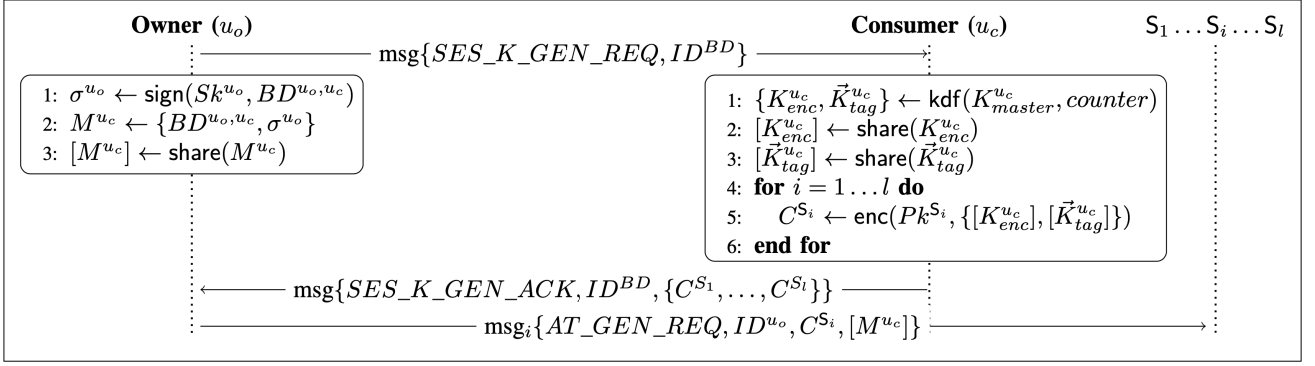 Owner (u_o) Consumer (u_c) S_1 … S_i … S_l
msg{SES_K_GEN_REQ, ID^{BD}}
1: σ^{u_o} ← sign(Sk^{u_o}, BD^{u_o,u_c})
2: M^{u_c} ← {BD^{u_o,u_c}, σ^{u_o}}
3: [M^{u_c}] ← share(M^{u_c})
1: {K_{enc}^{u_c}, \vec{K}_{tag}^{u_c}} ← kdf(K_{master}^{u_c}, counter)
2: [K_{enc}^{u_c}] ← share(K_{enc}^{u_c})
3: [\vec{K}_{tag}^{u_c}] ← share(\vec{K}_{tag}^{u_c})
4: for i = 1 … l do
5: C^{S_i} ← enc(Pk^{S_i}, {[K_{enc}^{u_c}], [\vec{K}_{tag}^{u_c}]})
6: end for
msg{SES_K_GEN_ACK, ID^{BD}, {C^{S_1}, …, C^{S_l}}}
msg_i{AT_GEN_REQ, ID^{u_o}, C^{S_i}, [M^{u_c}]}